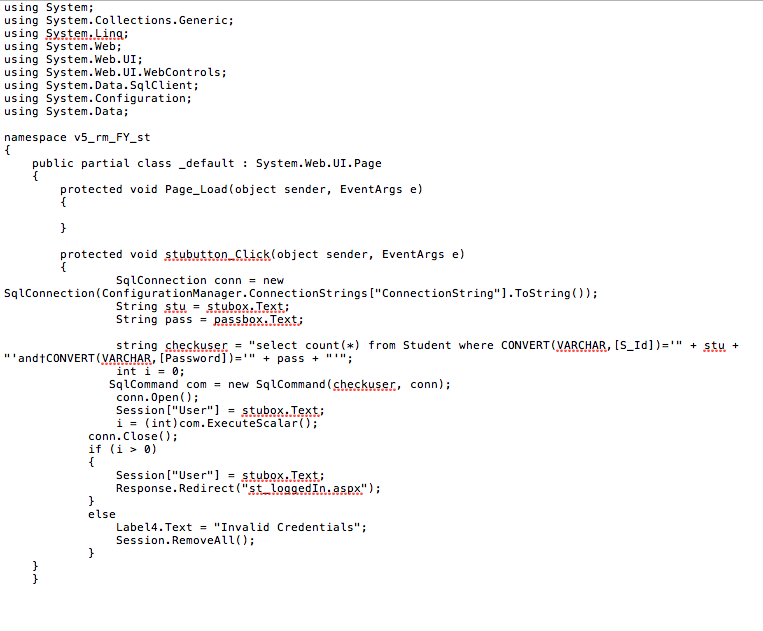 using System;
using System.Collections.Generic;
using System.Linq;
using System.Web;
using System.Web.UI;
using System.Web.UI.WebControls;
using System.Data.SqlClient;
using System.Configuration;
using System.Data;

namespace v5_rm_FY_st
{
    public partial class _default : System.Web.UI.Page
    {
        protected void Page_Load(object sender, EventArgs e)
        {

        }

        protected void stubutton_Click(object sender, EventArgs e)
        {
                SqlConnection conn = new
SqlConnection(ConfigurationManager.ConnectionStrings["ConnectionString"].ToString());
                String stu = stubox.Text;
                String pass = passbox.Text;

                string checkuser = "select count(*) from Student where CONVERT(VARCHAR,[S_Id])='" + stu +
"'and†CONVERT(VARCHAR,[Password])='" + pass + "'";
                int i = 0;
               SqlCommand com = new SqlCommand(checkuser, conn);
                conn.Open();
                Session["User"] = stubox.Text;
                i = (int)com.ExecuteScalar();
            conn.Close();
            if (i > 0)
            {
                Session["User"] = stubox.Text;
                Response.Redirect("st_loggedIn.aspx");
            }
            else
                Label4.Text = "Invalid Credentials";
                Session.RemoveAll();
            }
    }
    }